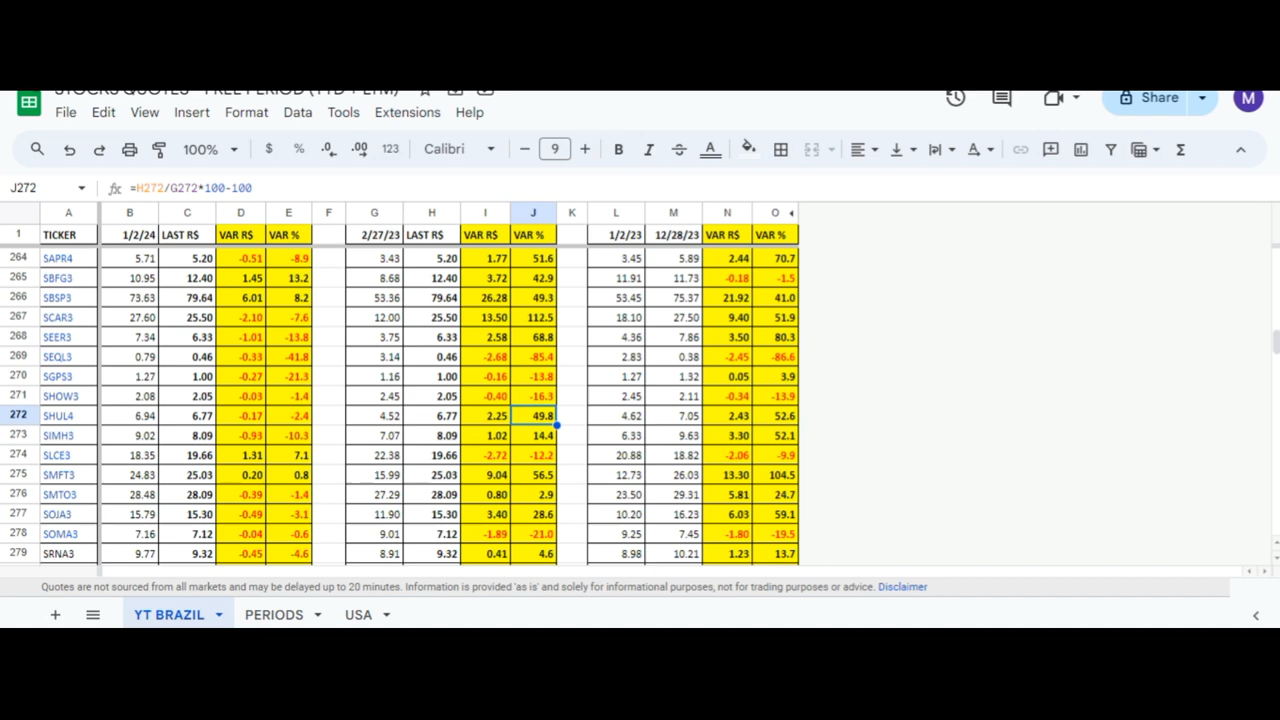 STOCKS QUOTES - FREE PERIOD (YTD + LTM)
File Edit View Insert Format Data Tools Extensions Help
Share M
100% $ % .0 .00 123 Calibri 9 B I A
J272 fx =H272/G272*100-100
A B C D E F G H I J K L M N O
1 TICKER 1/2/24 LAST R$ VAR R$ VAR % 2/27/23 LAST R$ VAR R$ VAR % 1/2/23 12/28/23 VAR R$ VAR %
264 SAPR4 5.71 5.20 -0.51 -8.9 3.43 5.20 1.77 51.6 3.45 5.89 2.44 70.7
265 SBFG3 10.95 12.40 1.45 13.2 8.68 12.40 3.72 42.9 11.91 11.73 -0.18 -1.5
266 SBSP3 73.63 79.64 6.01 8.2 53.36 79.64 26.28 49.3 53.45 75.37 21.92 41.0
267 SCAR3 27.60 25.50 -2.10 -7.6 12.00 25.50 13.50 112.5 18.10 27.50 9.40 51.9
268 SEER3 7.34 6.33 -1.01 -13.8 3.75 6.33 2.58 68.8 4.36 7.86 3.50 80.3
269 SEQL3 0.79 0.46 -0.33 -41.8 3.14 0.46 -2.68 -85.4 2.83 0.38 -2.45 -86.6
270 SGPS3 1.27 1.00 -0.27 -21.3 1.16 1.00 -0.16 -13.8 1.27 1.32 0.05 3.9
271 SHOW3 2.08 2.05 -0.03 -1.4 2.45 2.05 -0.40 -16.3 2.45 2.11 -0.34 -13.9
272 SHUL4 6.94 6.77 -0.17 -2.4 4.52 6.77 2.25 49.8 4.62 7.05 2.43 52.6
273 SIMH3 9.02 8.09 -0.93 -10.3 7.07 8.09 1.02 14.4 6.33 9.63 3.30 52.1
274 SLCE3 18.35 19.66 1.31 7.1 22.38 19.66 -2.72 -12.2 20.88 18.82 -2.06 -9.9
275 SMFT3 24.83 25.03 0.20 0.8 15.99 25.03 9.04 56.5 12.73 26.03 13.30 104.5
276 SMTO3 28.48 28.09 -0.39 -1.4 27.29 28.09 0.80 2.9 23.50 29.31 5.81 24.7
277 SOJA3 15.79 15.30 -0.49 -3.1 11.90 15.30 3.40 28.6 10.20 16.23 6.03 59.1
278 SOMA3 7.16 7.12 -0.04 -0.6 9.01 7.12 -1.89 -21.0 9.25 7.45 -1.80 -19.5
279 SRNA3 9.77 9.32 -0.45 -4.6 8.91 9.32 0.41 4.6 8.98 10.21 1.23 13.7
Quotes are not sourced from all markets and may be delayed up to 20 minutes. Information is provided 'as is' and solely for informational purposes, not for trading purposes or advice. Disclaimer
YT BRAZIL PERIODS USA